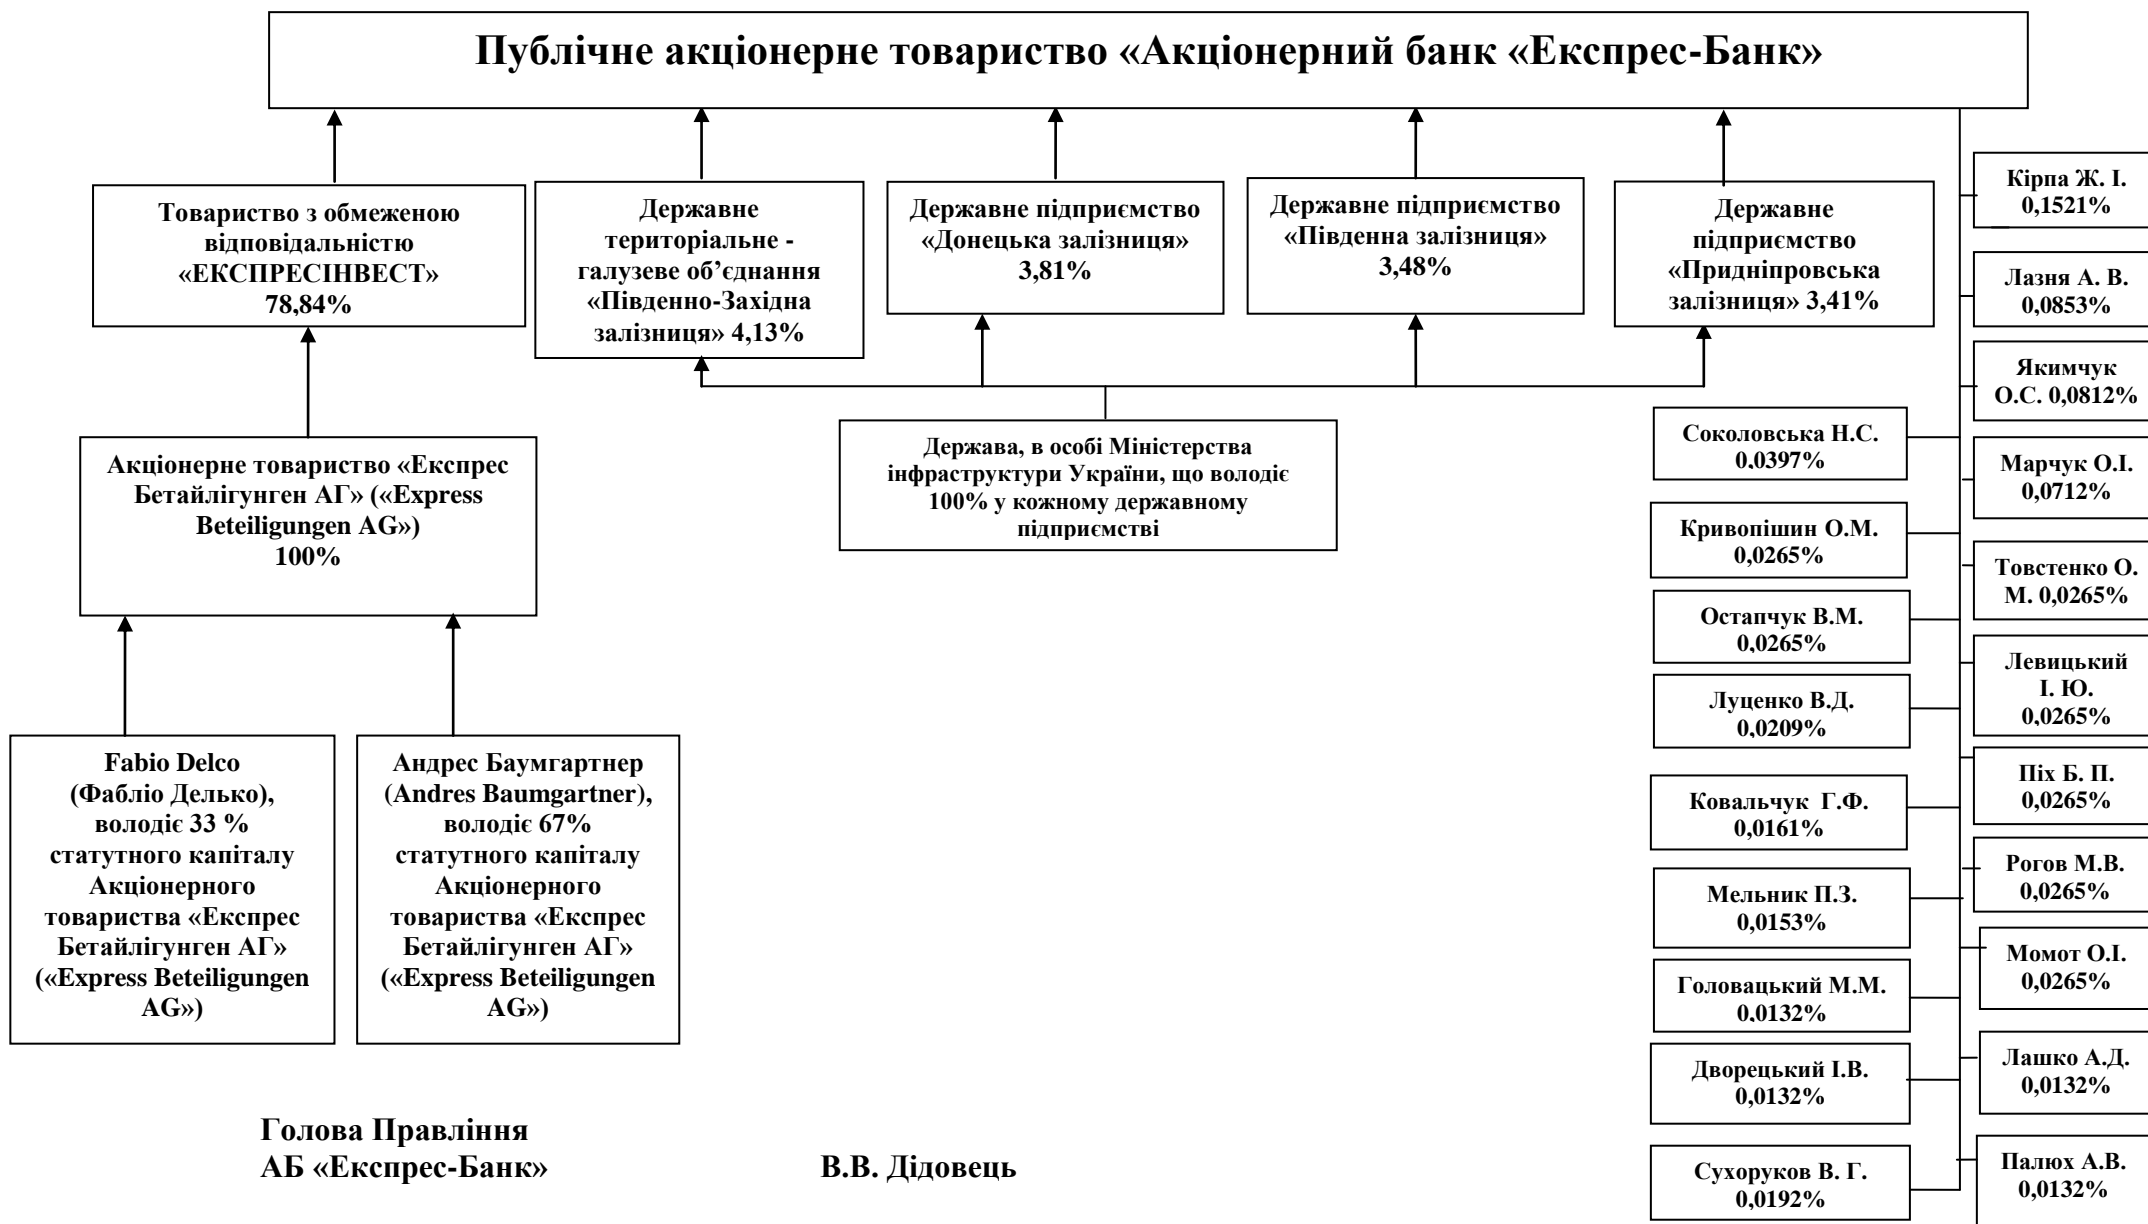 Публічне акціонерне товариство «Акціонерний банк «Експрес-Банк»
Товариство з обмеженою
відповідальністю
«ЕКСПРЕСІНВЕСТ»
78,84%
Державне
територіальне -
галузеве об’єднання
«Південно-Західна
залізниця» 4,13%
Державне підприємство
«Донецька залізниця»
3,81%
Державне підприємство
«Південна залізниця»
3,48%
Державне
підприємство
«Придніпровська
залізниця» 3,41%
Акціонерне товариство «Експрес
Бетайлігунген АГ» («Express
Beteiligungen AG»)
100%
Держава, в особі Міністерства
інфраструктури України, що володіє
100% у кожному державному
підприємстві
Fabio Delco
(Фабліо Делько),
володіє 33 %
статутного капіталу
Акціонерного
товариства «Експрес
Бетайлігунген АГ»
(«Express Beteiligungen
AG»)
Андрес Баумгартнер
(Andres Baumgartner),
володіє 67%
статутного капіталу
Акціонерного
товариства «Експрес
Бетайлігунген АГ»
(«Express Beteiligungen
AG»)
Соколовська Н.С.
0,0397%
Кривопішин О.М.
0,0265%
Остапчук В.М.
0,0265%
Луценко В.Д.
0,0209%
Ковальчук Г.Ф.
0,0161%
Мельник П.З.
0,0153%
Головацький М.М.
0,0132%
Дворецький І.В.
0,0132%
Сухоруков В. Г.
0,0192%
Кірпа Ж. І.
0,1521%
Лазня А. В.
0,0853%
Якимчук
О.С. 0,0812%
Марчук О.І.
0,0712%
Товстенко О.
М. 0,0265%
Левицький
І. Ю.
0,0265%
Піх Б. П.
0,0265%
Рогов М.В.
0,0265%
Момот О.І.
0,0265%
Лашко А.Д.
0,0132%
Палюх А.В.
0,0132%
Голова Правління
АБ «Експрес-Банк» В.В. Дідовець